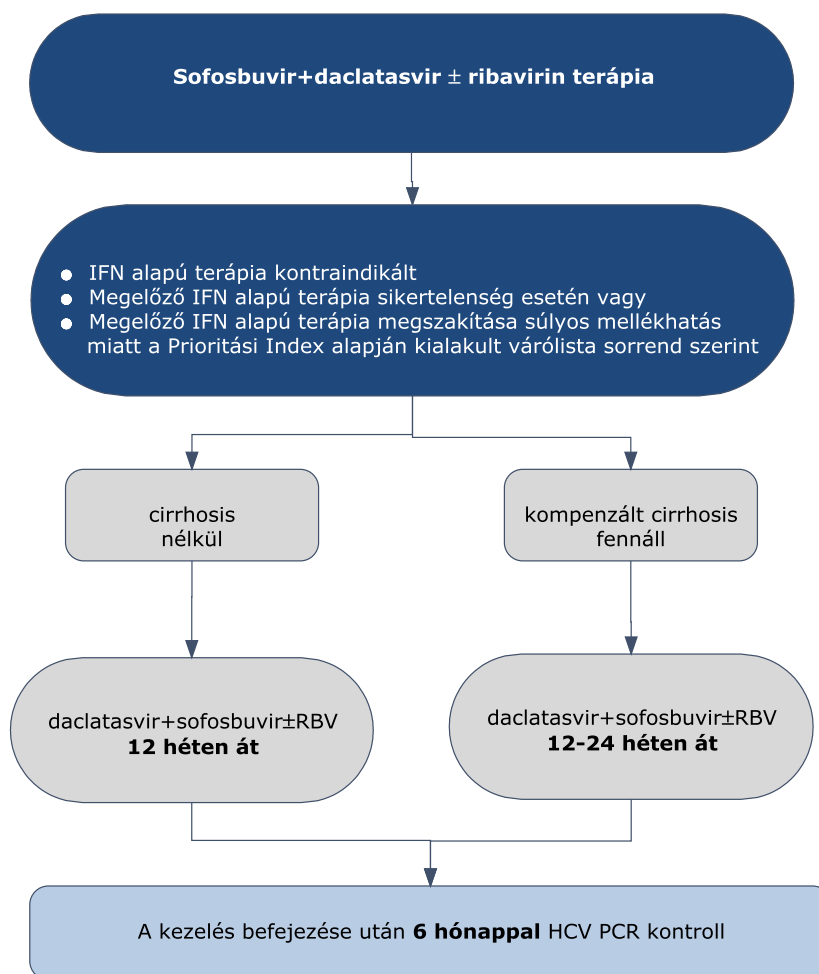 Sofosbuvir+daclatasvir ± ribavirin terápia
● IFN alapú terápia kontraindikált
● Megelőző IFN alapú terápia sikertelenség esetén vagy
● Megelőző IFN alapú terápia megszakítása súlyos mellékhatás
miatt a Prioritási Index alapján kialakult várólista sorrend szerint
cirrhosis
nélkül
kompenzált cirrhosis
fennáll
daclatasvir+sofosbuvir±RBV
12 héten át
daclatasvir+sofosbuvir±RBV
12-24 héten át
A kezelés befejezése után 6 hónappal HCV PCR kontroll